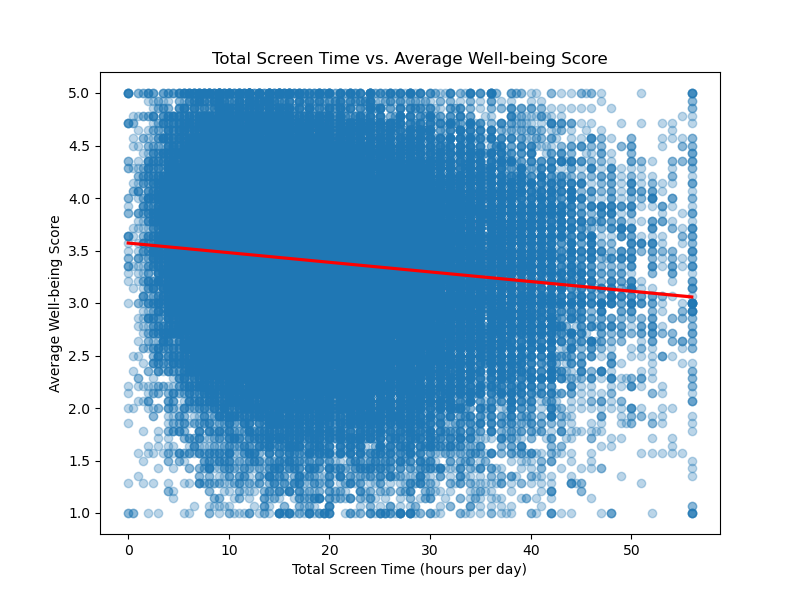 Total Screen Time vs. Average Well-being Score
5.0
4.5
4.0
3.5
3.0
2.5
2.0
1.5
1.0
Average Well-being Score
0 10 20 30 40 50
Total Screen Time (hours per day)